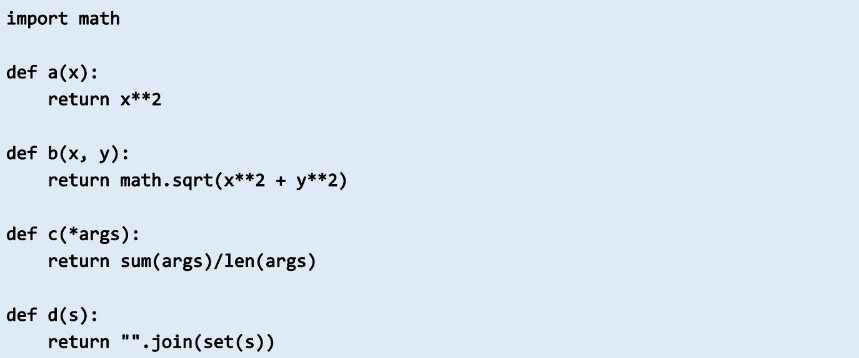 import math
def a(x):
    return x**2
def b(x, y):
    return math.sqrt(x**2 + y**2)
def c(*args):
    return sum(args)/len(args)
def d(s):
    return "".join(set(s))